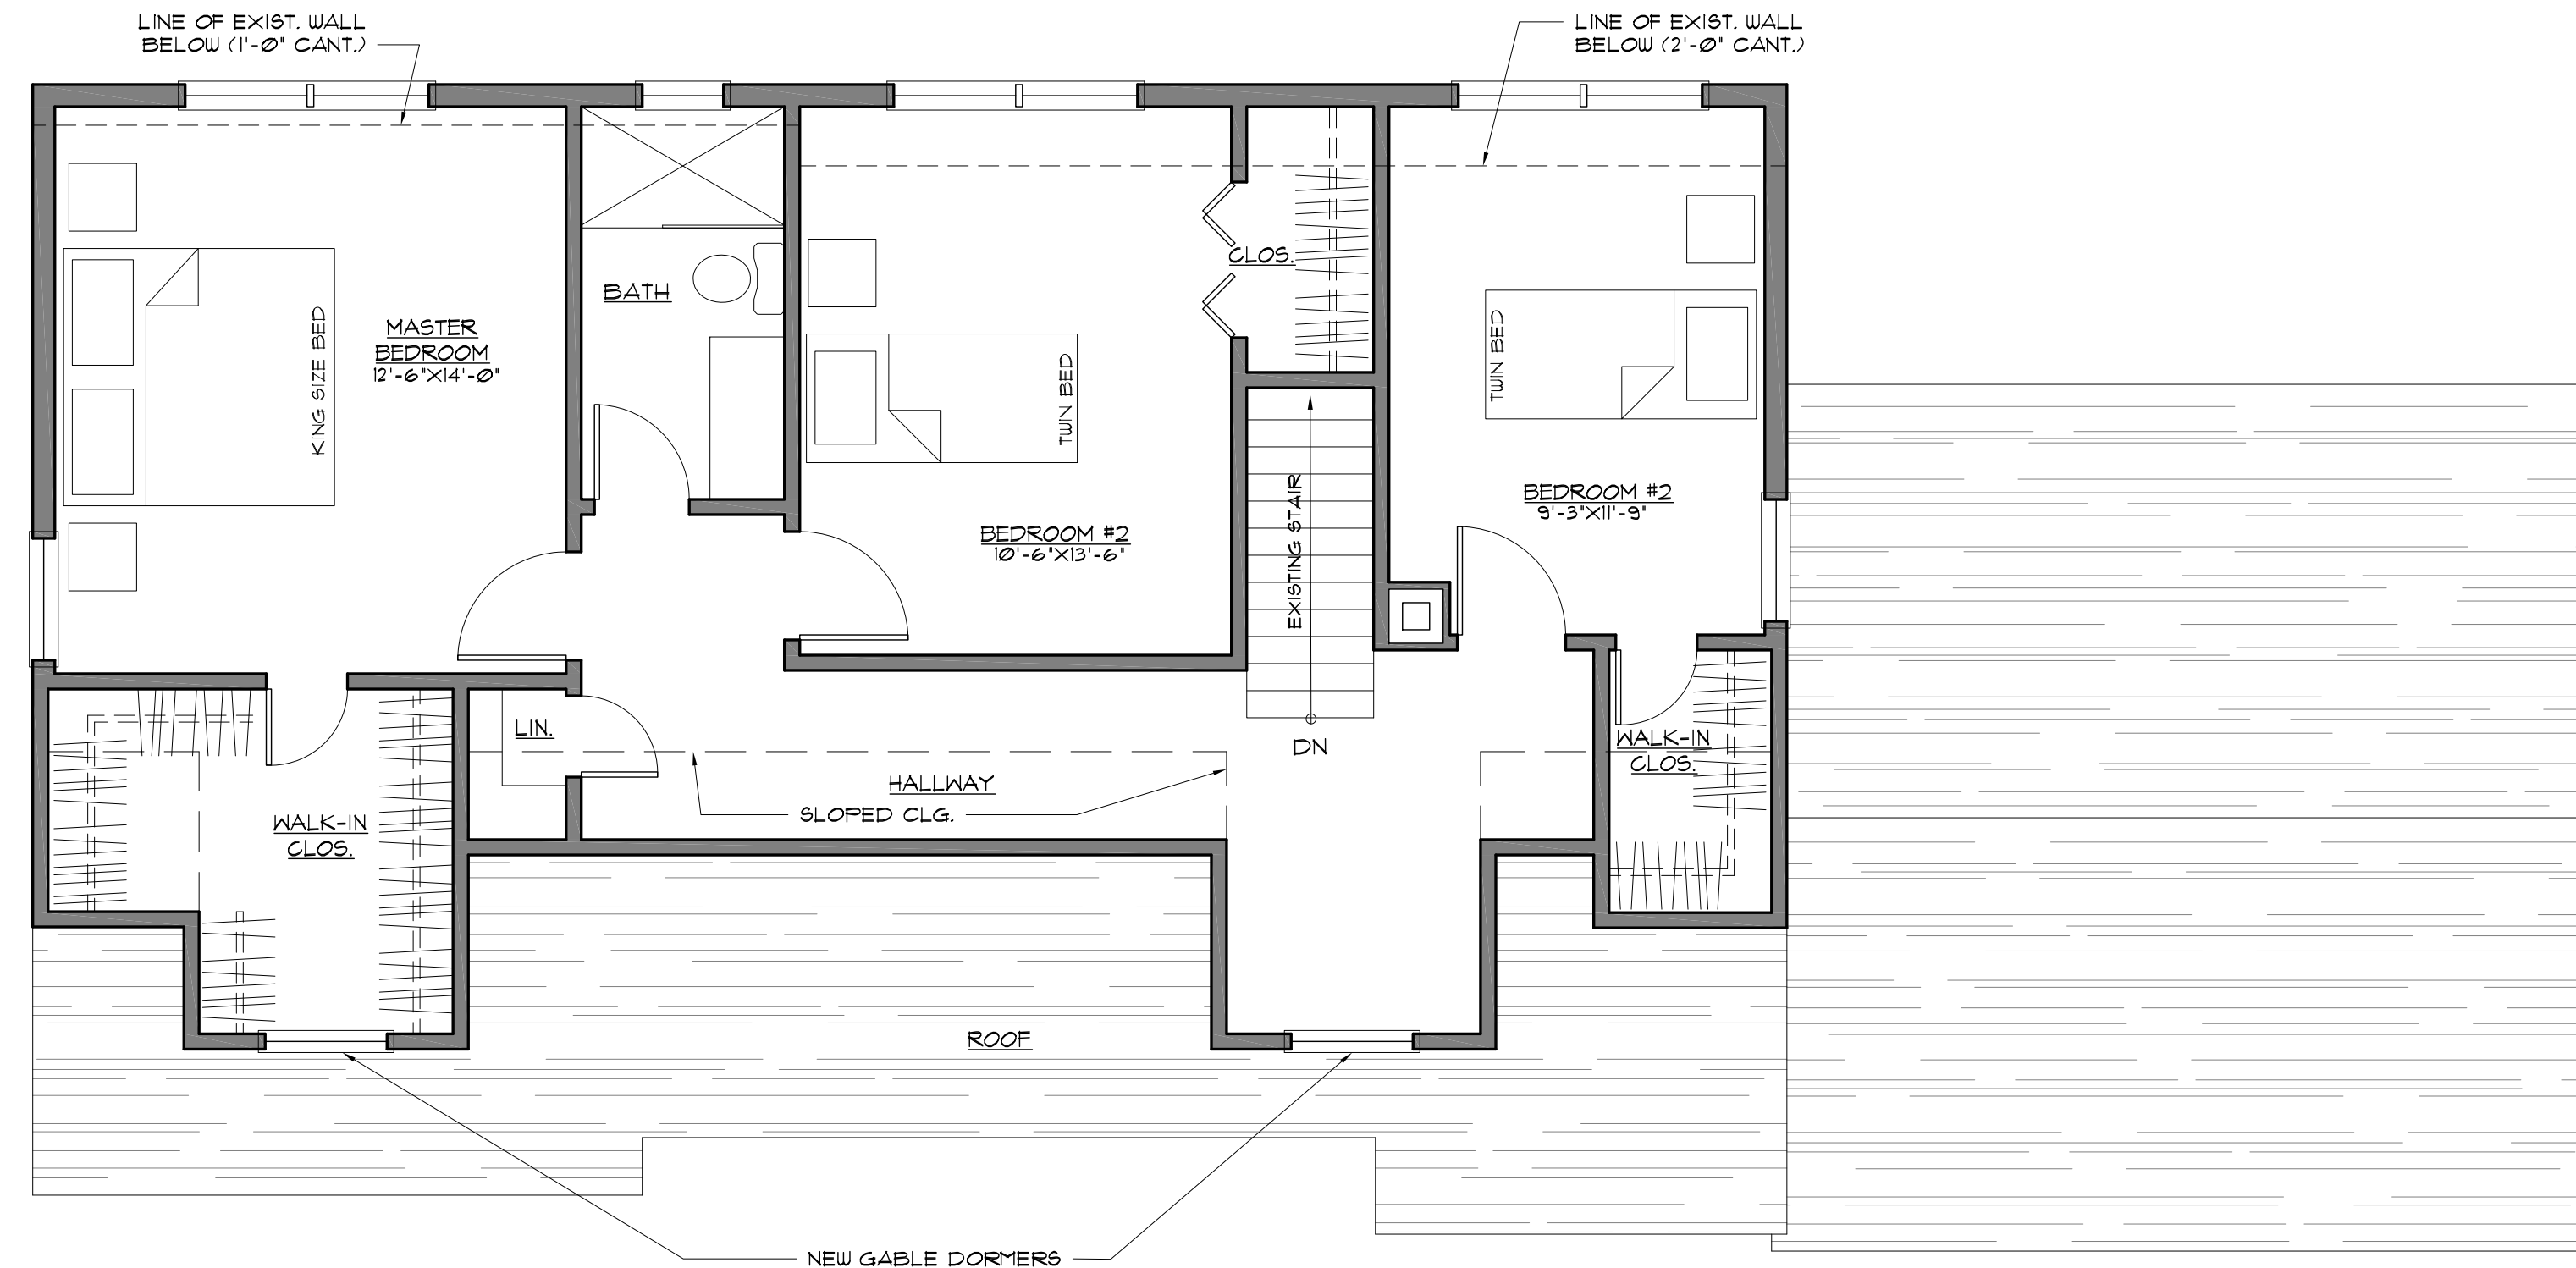 LINE OF EXIST. WALL
BELOW (1'-0" CANT.)
LINE OF EXIST. WALL
BELOW (2'-0" CANT.)
CLOS.
BATH
MASTER
BEDROOM
12'-6"X14'-0"
KING SIZE BED
TWIN BED
TWIN BED
BEDROOM #2
9'-3"X11'-9"
BEDROOM #2
10'-6"X13'-6"
EXISTING STAIR
LIN.
DN
WALK-IN
CLOS.
HALLWAY
SLOPED CLG.
WALK-IN
CLOS.
ROOF
NEW GABLE DORMERS